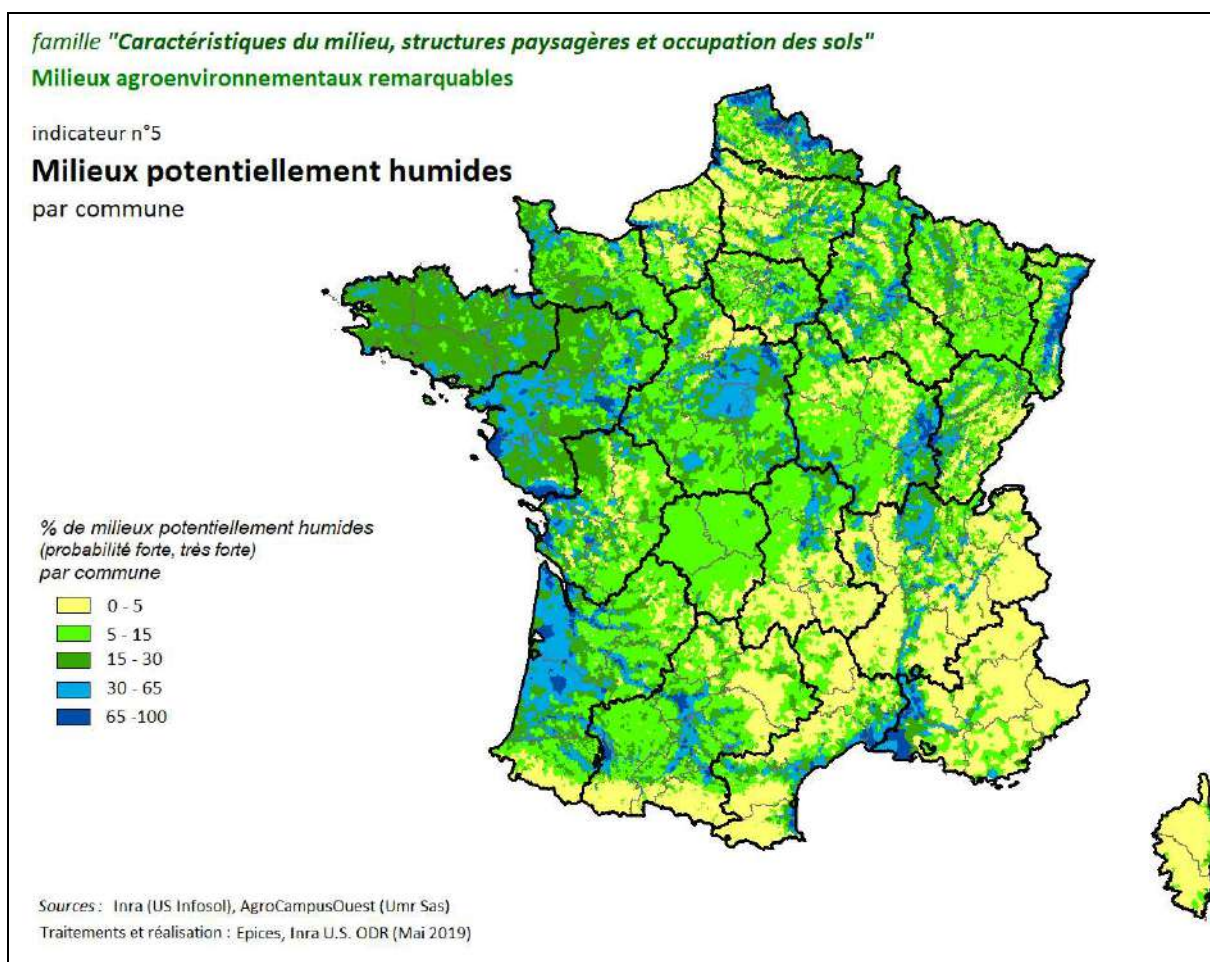 famille "Caractéristiques du milieu, structures paysagères et occupation des sols"
Milieux agroenvironnementaux remarquables
indicateur n°5
Milieux potentiellement humides
par commune
% de milieux potentiellement humides
(probabilité forte, très forte)
par commune
0 - 5
5 - 15
15 - 30
30 - 65
65 -100
Sources : Inra (US Infosol), AgroCampusOuest (Umr Sas)
Traitements et réalisation : Epices, Inra U.S. ODR (Mai 2019)